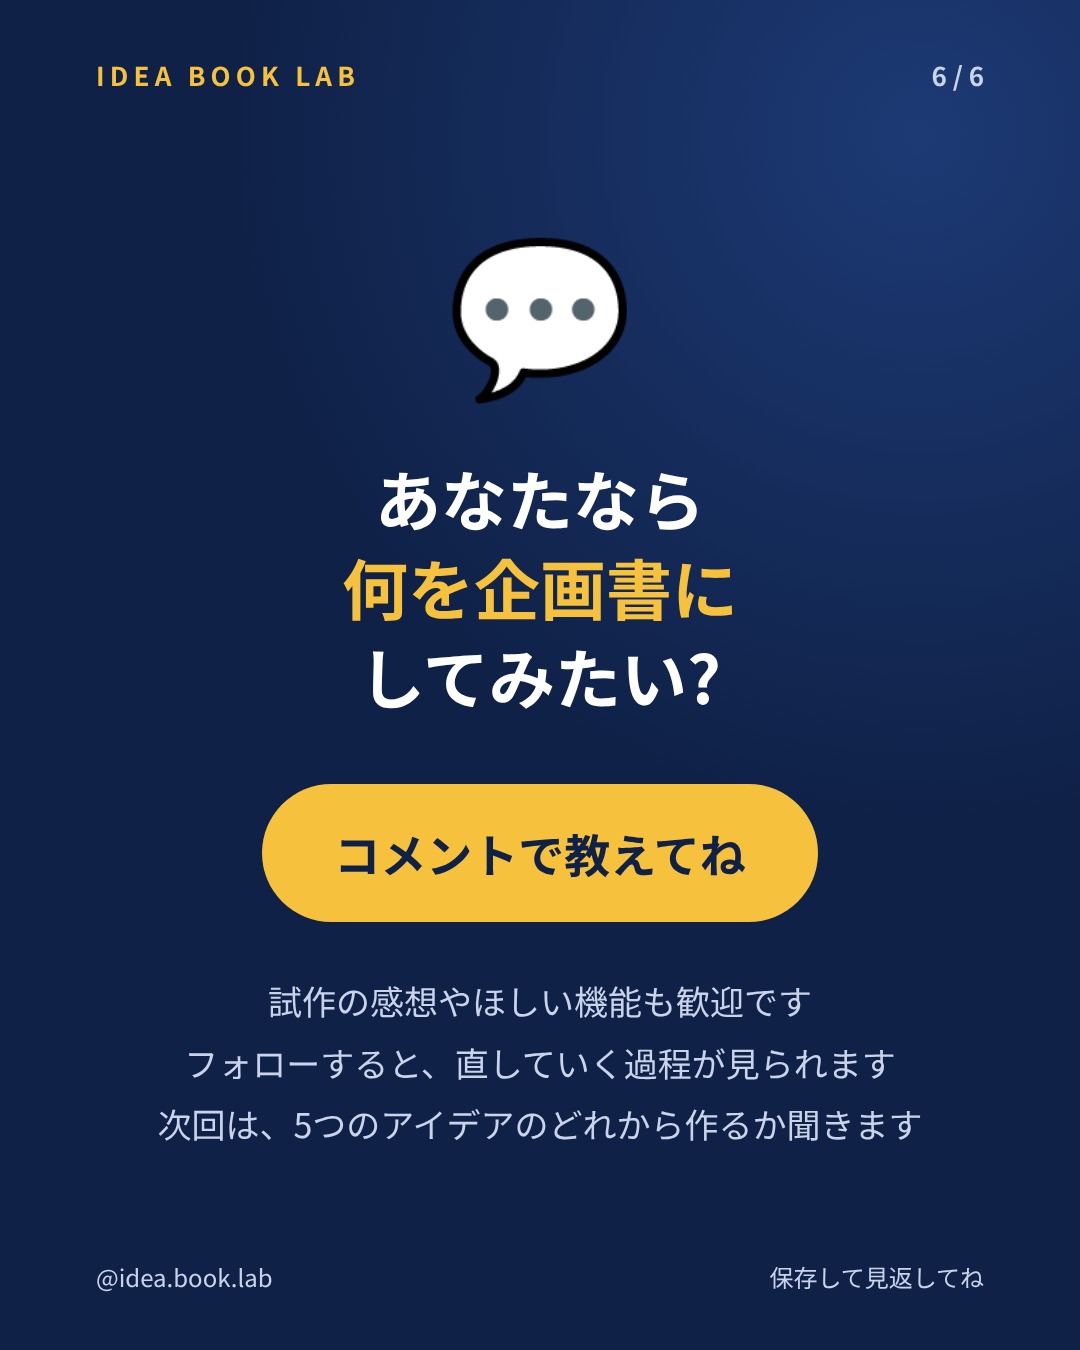 IDEA BOOK LAB
6/6
あなたなら
何を企画書に
してみたい?
コメントで教えてね
試作の感想やほしい機能も歓迎です
フォローすると、直していく過程が見られます
次回は、5つのアイデアのどれから作るか聞きます
@idea.book.lab
保存して見返してね